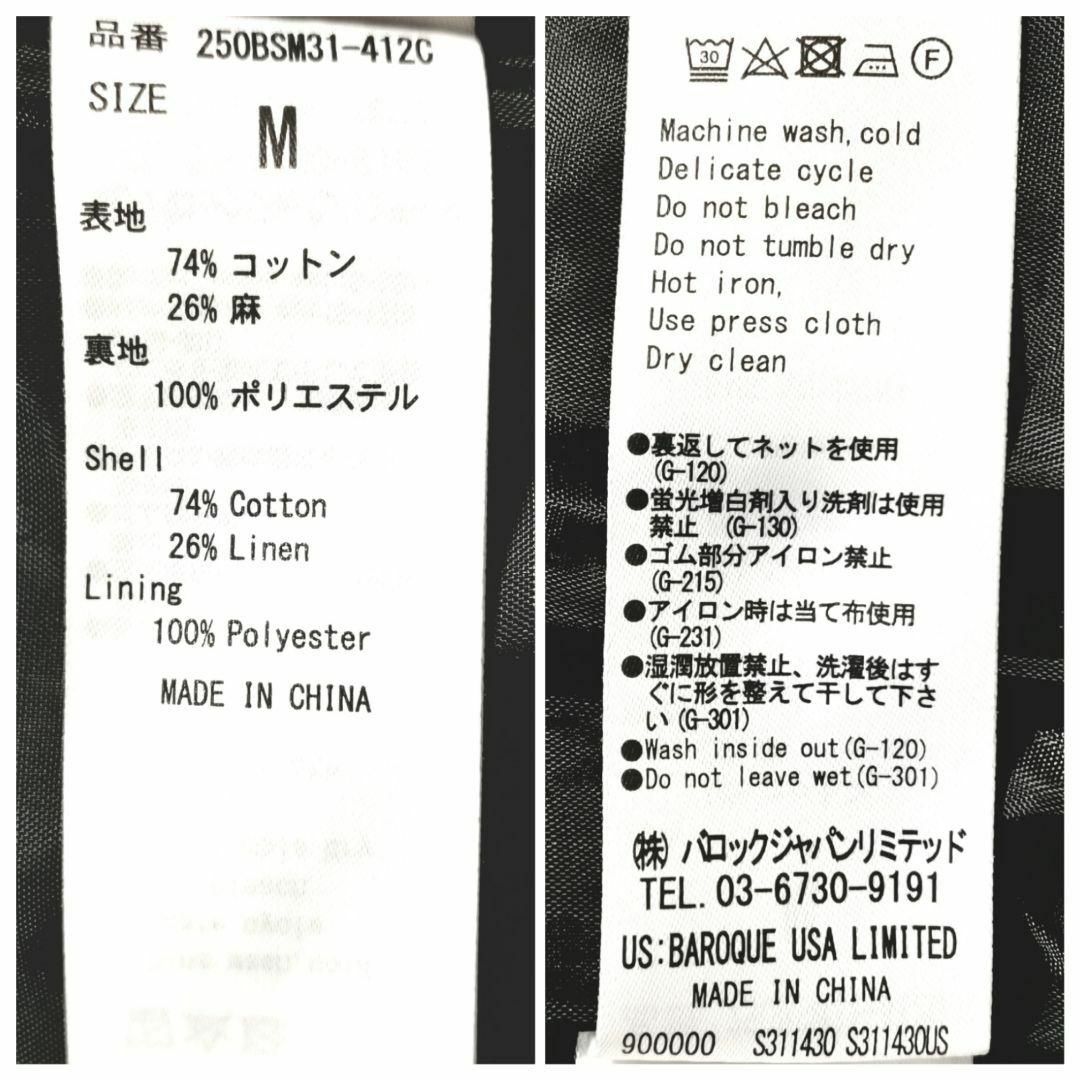 品番 250BSM31-412C
SIZE
M
表地
74% コットン
26% 麻
裏地
100% ポリエステル
Shell
74% Cotton
26% Linen
Lining
100% Polyester
MADE IN CHINA
30
F
Machine wash,cold
Delicate cycle
Do not bleach
Do not tumble dry
Hot iron,
Use press cloth
Dry clean
●裏返してネットを使用
(G-120)
●蛍光増白剤入り洗剤は使用
禁止 (G-130)
●ゴム部分アイロン禁止
(G-215)
●アイロン時は当て布使用
(G-231)
●湿潤放置禁止、洗濯後はす
ぐに形を整えて干して下さ
い(G-301)
●Wash inside out(G-120)
●Do not leave wet(G-301)
㈱ バロックジャパンリミテッド
TEL. 03-6730-9191
US:BAROQUE USA LIMITED
MADE IN CHINA
900000 S311430 S311430US